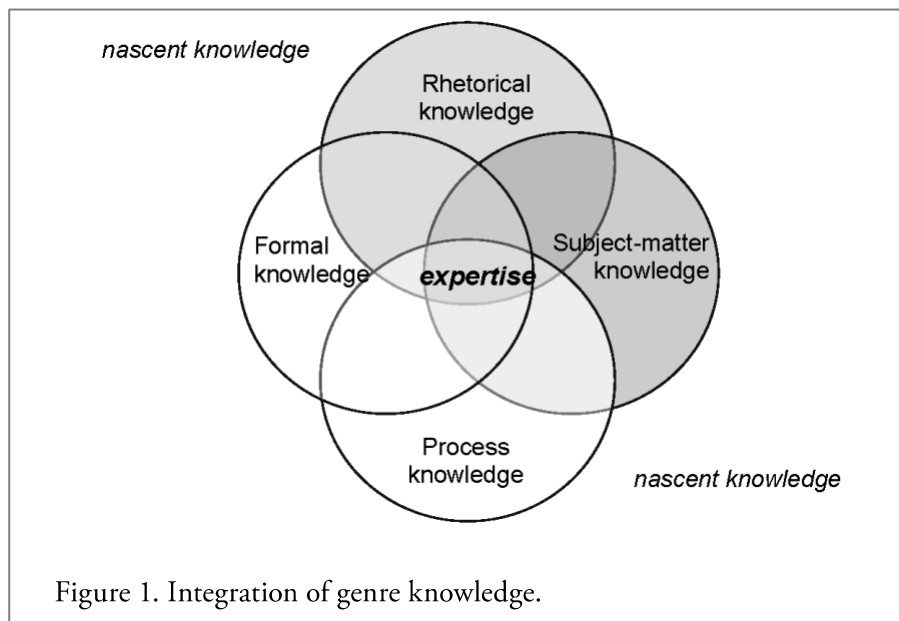 nascent knowledge
Rhetorical
knowledge
Formal
knowledge
Subject-matter
knowledge
expertise
Process
knowledge
nascent knowledge
Figure 1. Integration of genre knowledge.